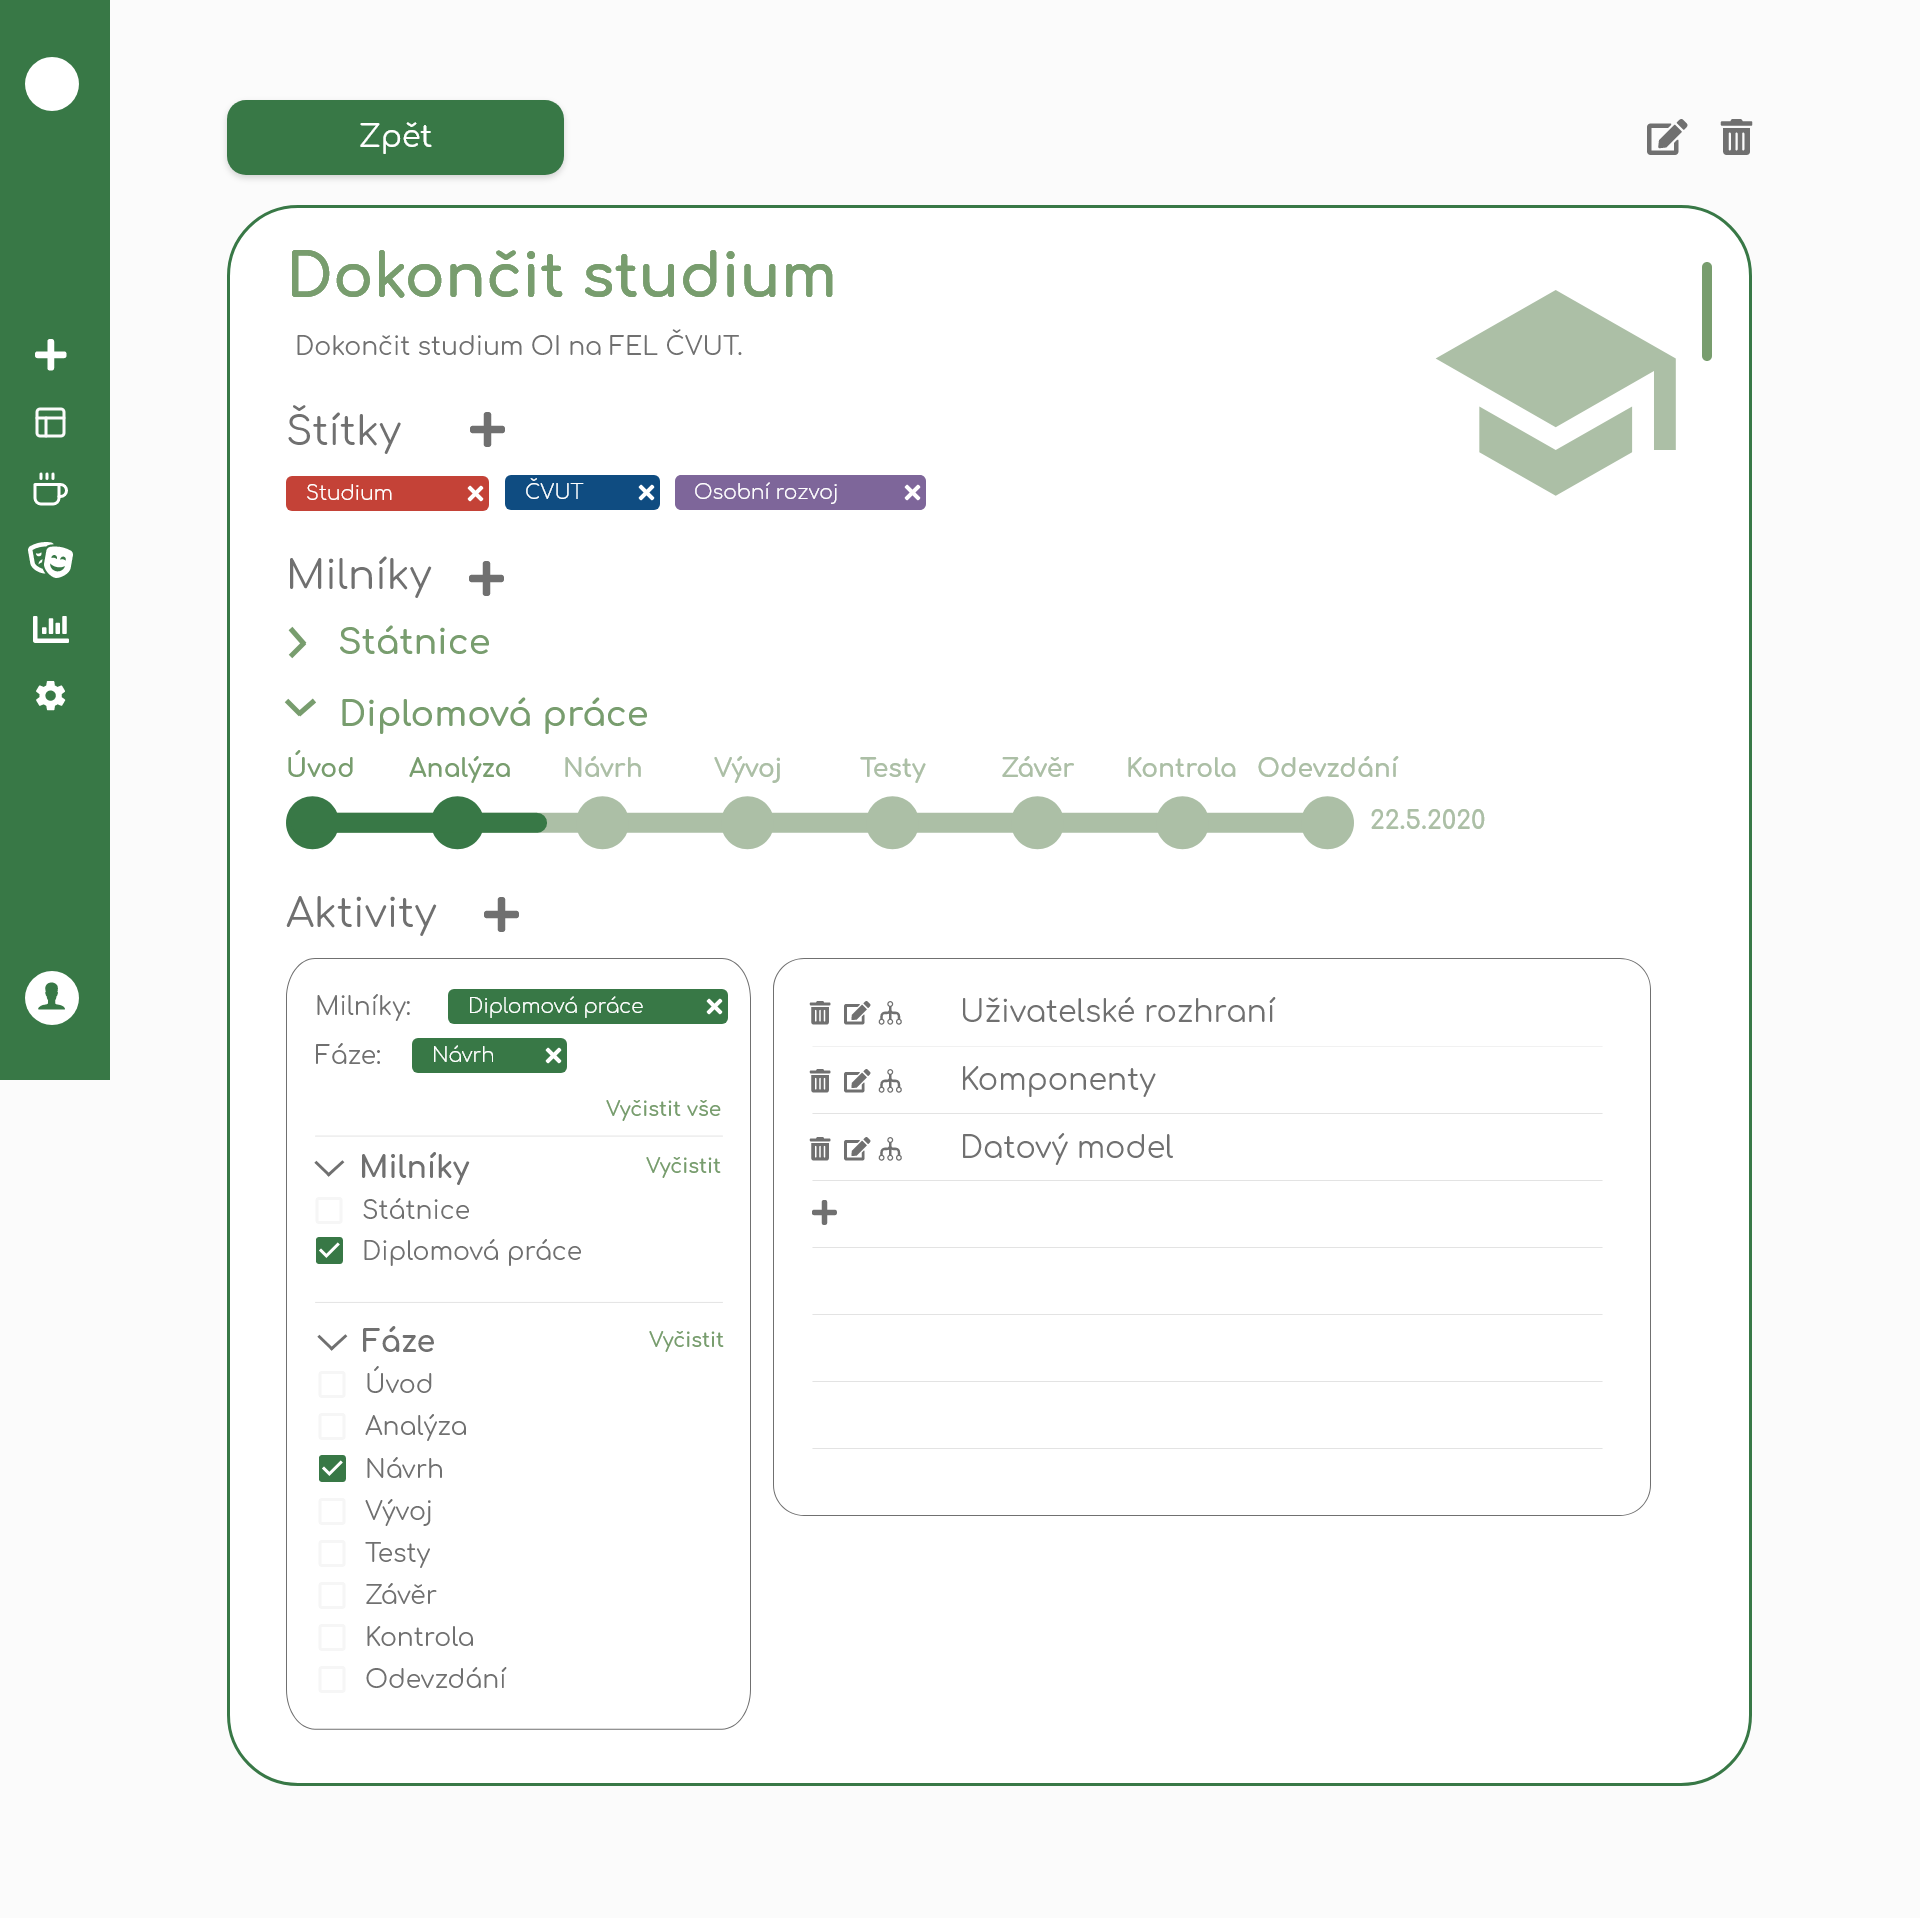 Zpět
Dokončit studium
Dokončit studium OI na FEL ČVUT.
Štítky
Studium ČVUT Osobní rozvoj
Milníky
Státnice
Diplomová práce
Úvod Analýza Návrh Vývoj Testy Závěr Kontrola Odevzdání
22.5.2020
Aktivity
Milníky: Diplomová práce
Fáze: Návrh
Vyčistit vše
Milníky Vyčistit
Státnice
Diplomová práce
Fáze Vyčistit
Úvod
Analýza
Návrh
Vývoj
Testy
Závěr
Kontrola
Odevzdání
Uživatelské rozhraní
Komponenty
Datový model